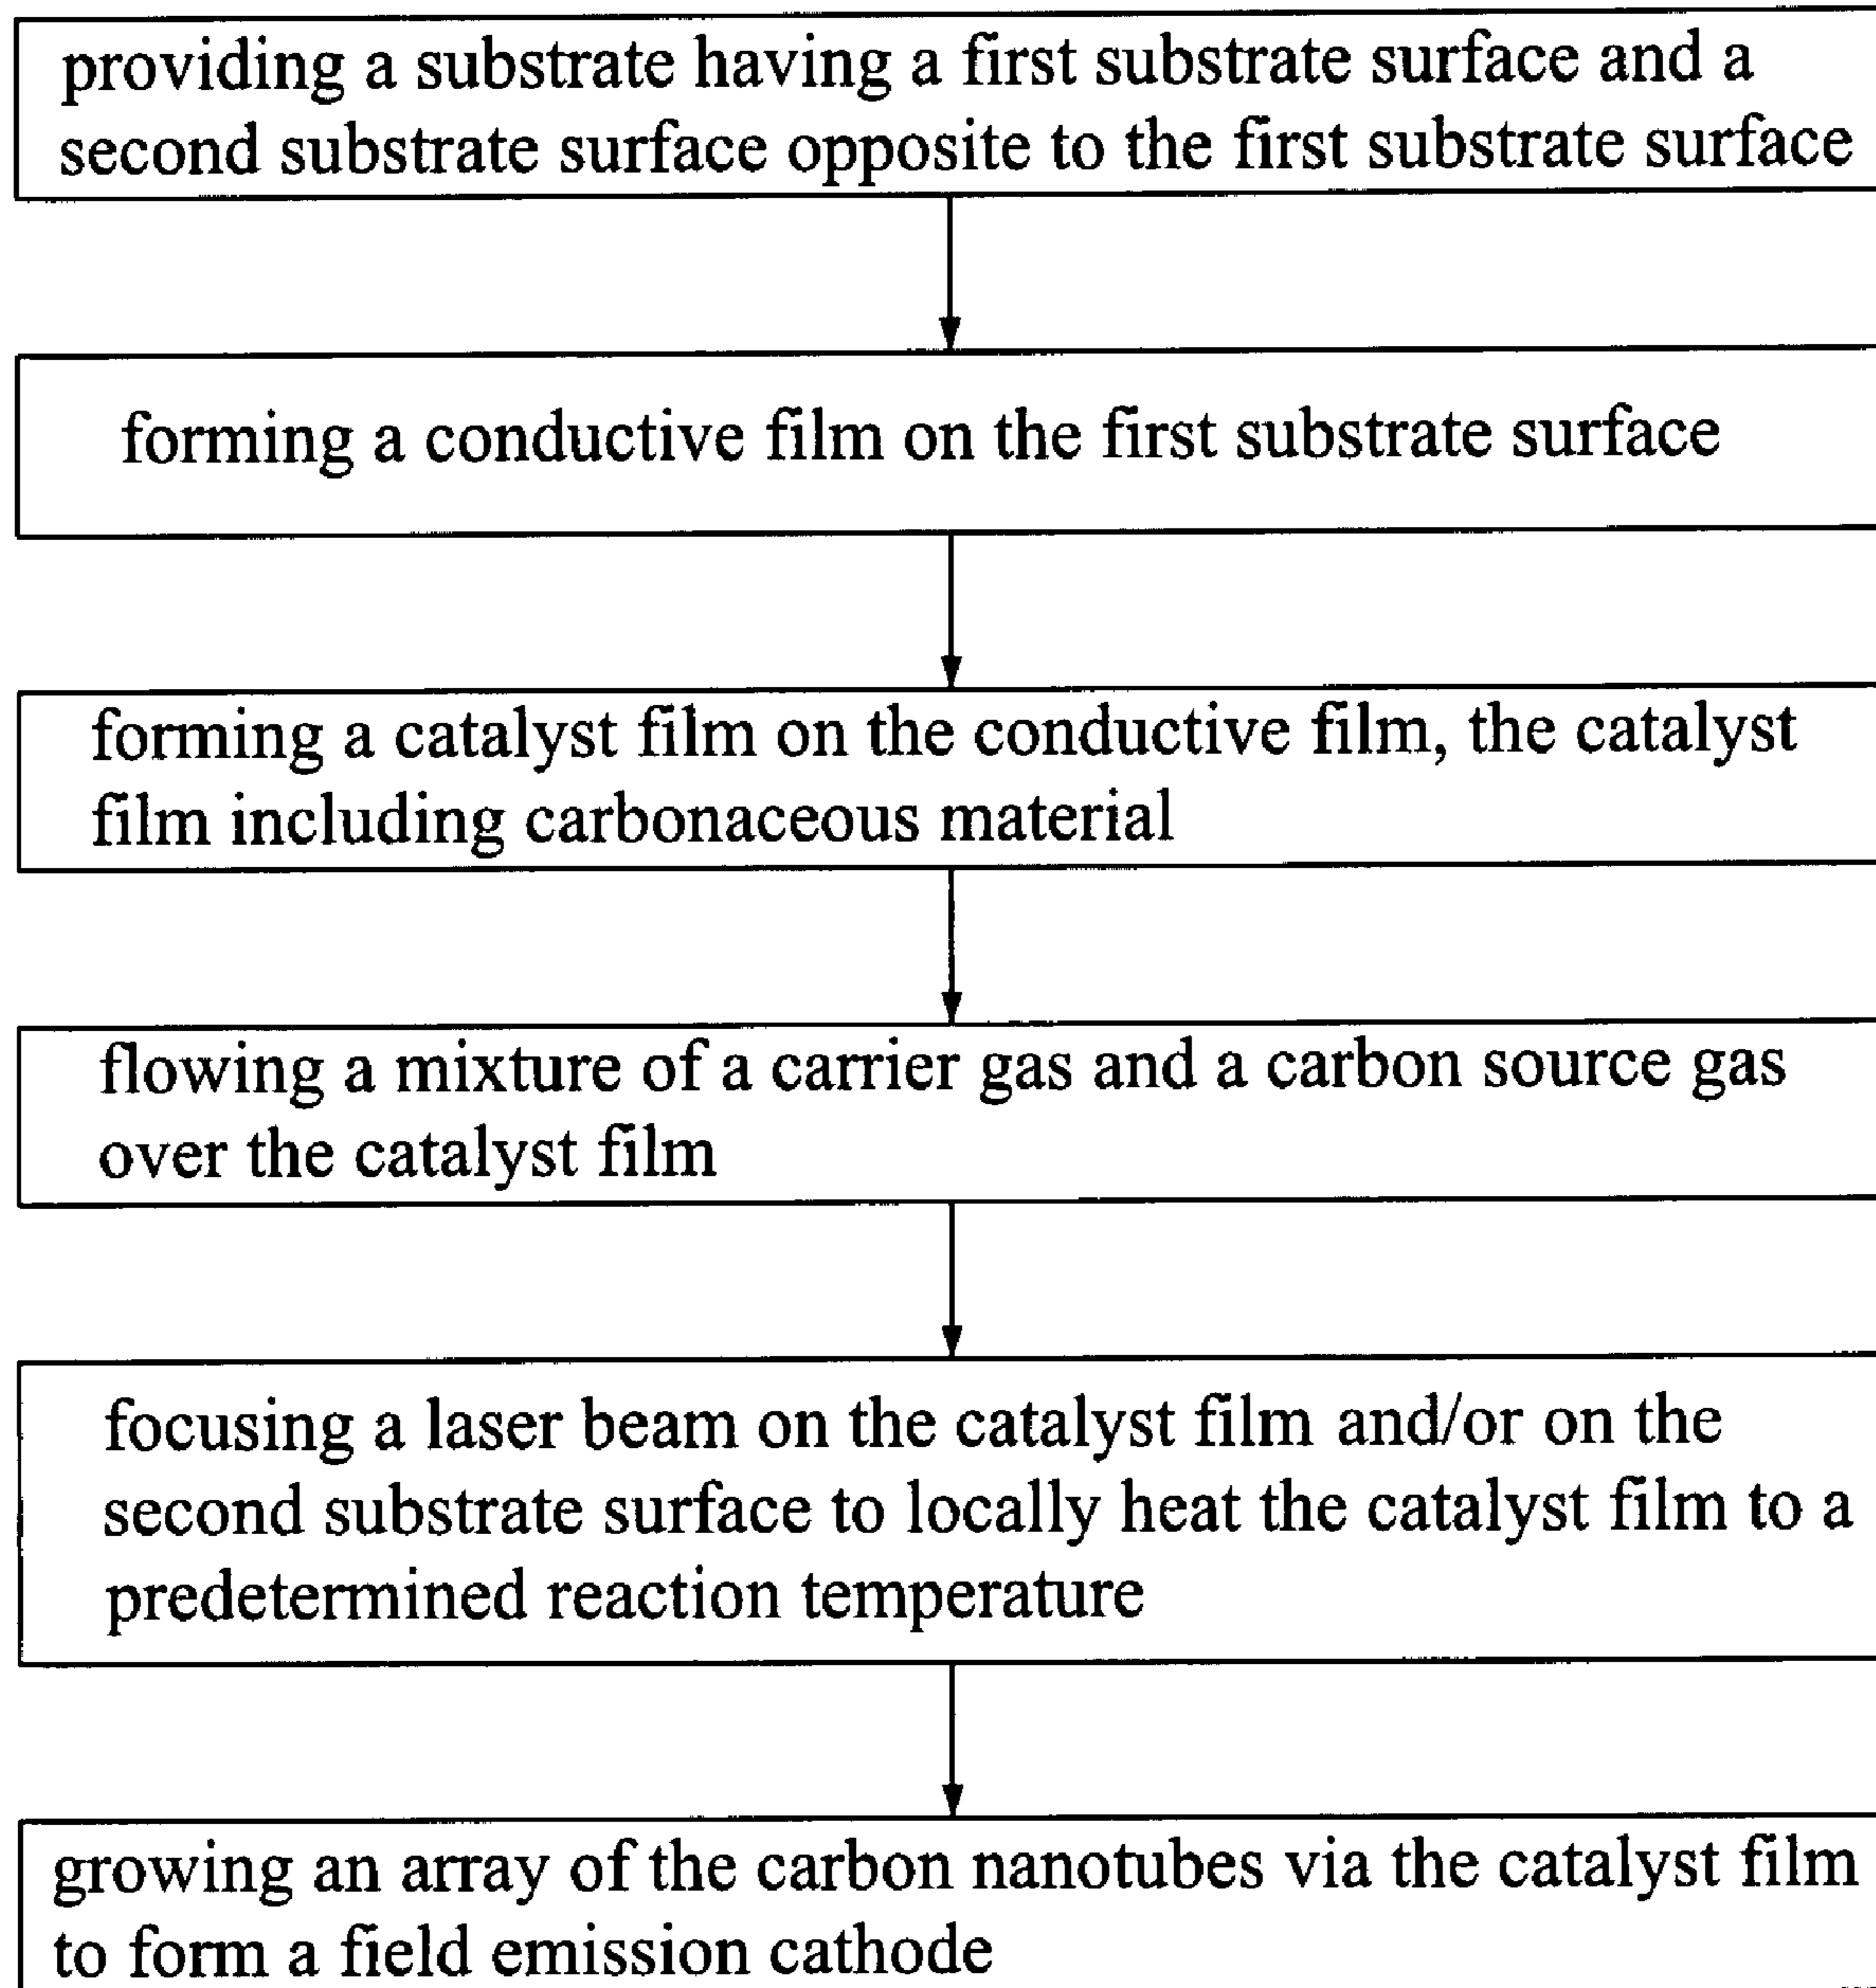 providing a substrate having a first substrate surface and a
second substrate surface opposite to the first substrate surface
forming a conductive film on the first substrate surface
forming a catalyst film on the conductive film, the catalyst
film including carbonaceous material
flowing a mixture of a carrier gas and a carbon source gas
over the catalyst film
focusing a laser beam on the catalyst film and/or on the
second substrate surface to locally heat the catalyst film to a
predetermined reaction temperature
growing an array of the carbon nanotubes via the catalyst film
to form a field emission cathode